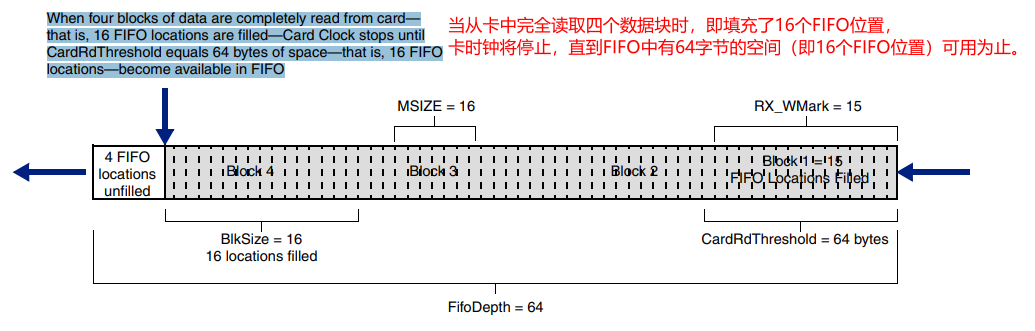 When four blocks of data are completely read from card—
that is, 16 FIFO locations are filled—Card Clock stops until
CardRdThreshold equals 64 bytes of space—that is, 16 FIFO
locations—become available in FIFO
当从卡中完全读取四个数据块时，即填充了16个FIFO位置，
卡时钟将停止，直到FIFO中有64字节的空间（即16个FIFO位置）可用为止。
MSIZE = 16
RX_WMark = 15
4 FIFO
locations
unfilled
Block 4
Block 3
Block 2
Block 1 = 15
FIFO Locations Filled
BlkSize = 16
16 locations filled
CardRdThreshold = 64 bytes
FifoDepth = 64